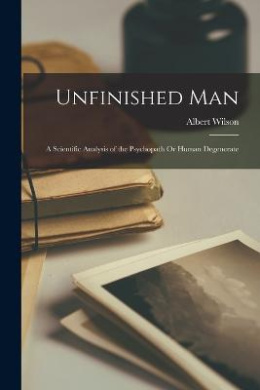 UNFINISHED MAN
A Scientific Analysis of the Psychopath Or Human Degenerate
Albert Wilson